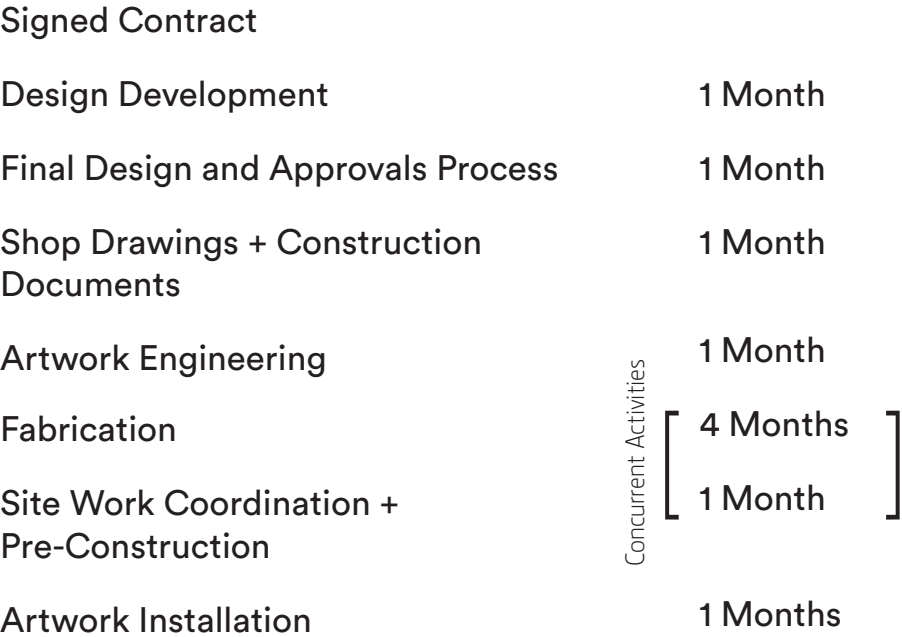 Signed Contract
Design Development 1 Month
Final Design and Approvals Process 1 Month
Shop Drawings + Construction 1 Month
Documents
Artwork Engineering 1 Month
Concurrent Activities
Fabrication [ 4 Months ]
Site Work Coordination + 1 Month
Pre-Construction
Artwork Installation 1 Months